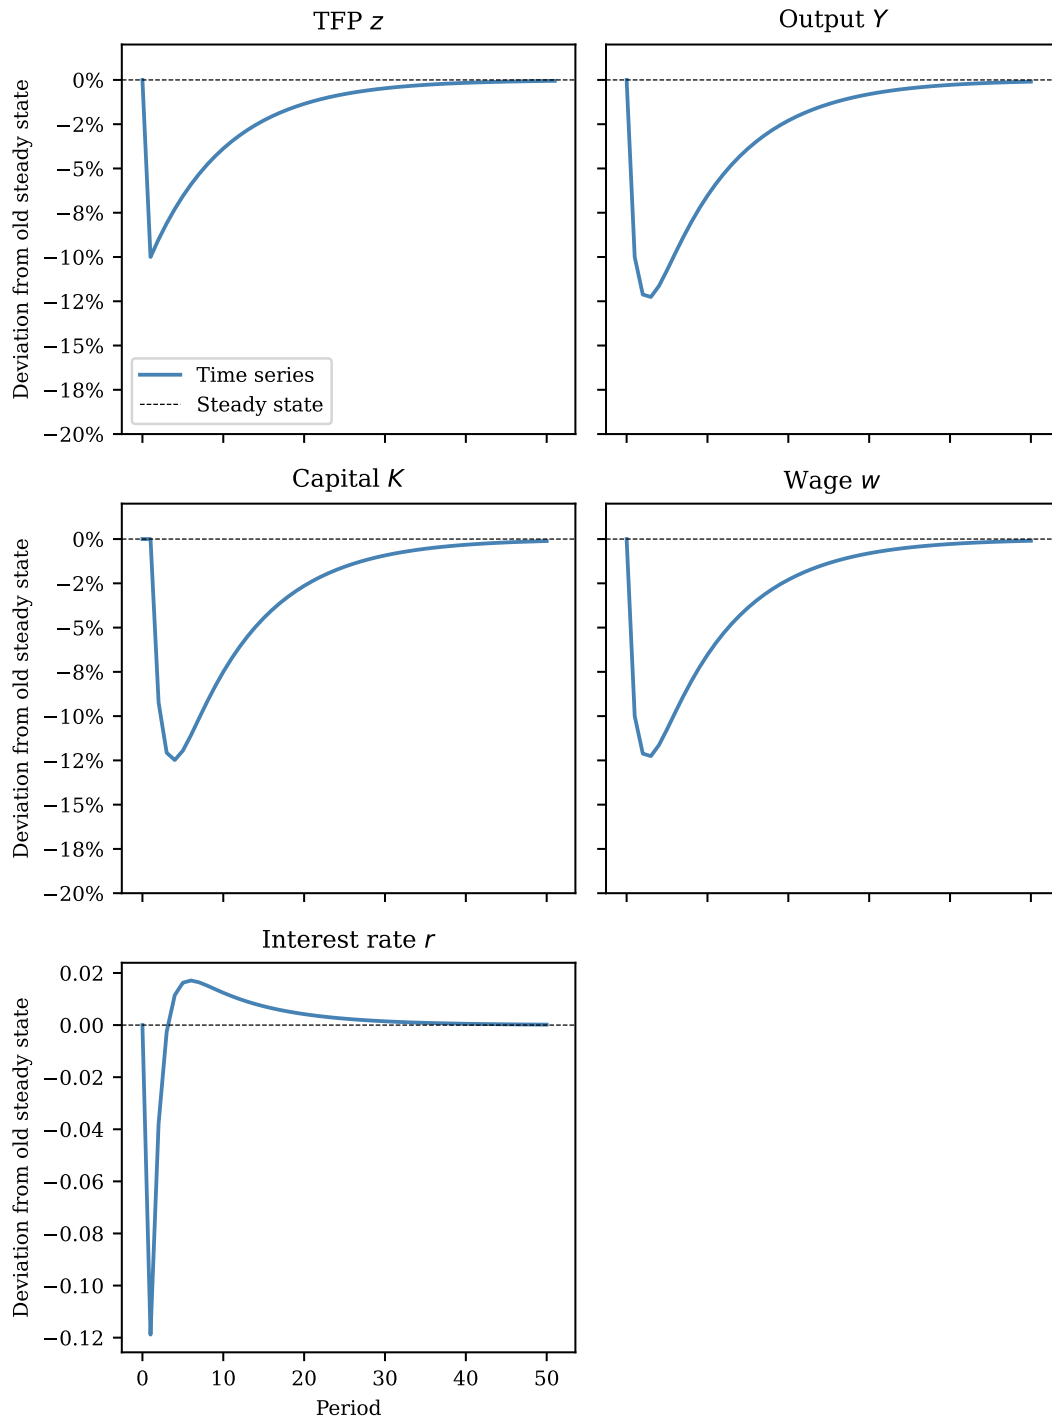 TFP z
Output Y
Deviation from old steady state
0%
−2%
−5%
−8%
−10%
−12%
−15%
−18%
−20%
Time series
Steady state
Capital K
Wage w
Deviation from old steady state
0%
−2%
−5%
−8%
−10%
−12%
−15%
−18%
−20%
Interest rate r
Deviation from old steady state
0.02
0.00
−0.02
−0.04
−0.06
−0.08
−0.10
−0.12
0 10 20 30 40 50
Period